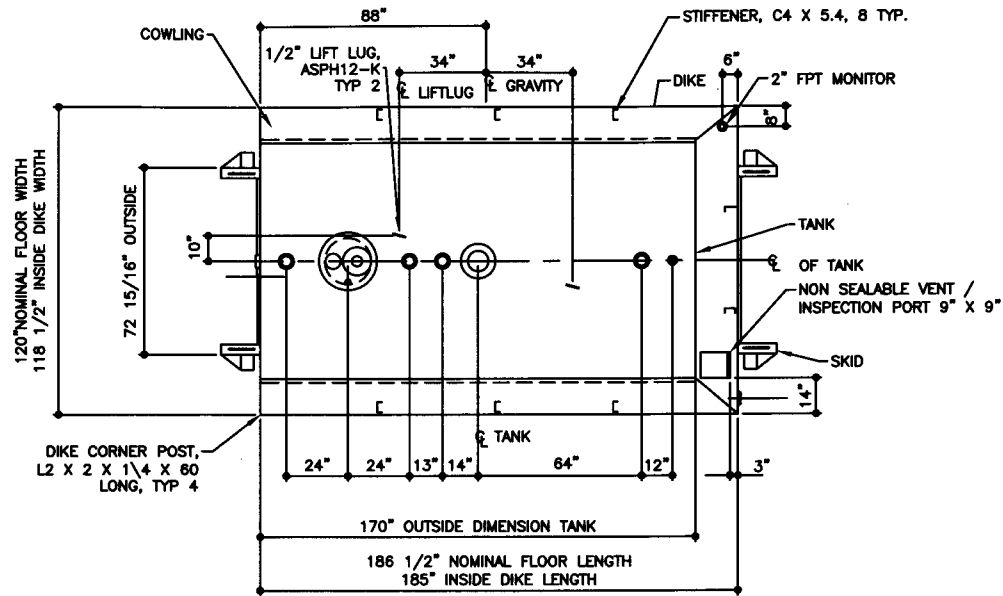 88"
STIFFENER, C4 X 5.4, 8 TYP.
COWLING
1/2" LIFT LUG,
ASPH12-K
TYP 2
34"
34"
6"
℄ LIFTLUG
℄ GRAVITY
DIKE
2" FPT MONITOR
8"
120"NOMINAL FLOOR WIDTH
118 1/2" INSIDE DIKE WIDTH
72 15/16" OUTSIDE
10"
TANK
℄
OF TANK
NON SEALABLE VENT /
INSPECTION PORT 9" X 9"
SKID
14"
℄ TANK
DIKE CORNER POST,
L2 X 2 X 1\4 X 60
LONG, TYP 4
24"
24"
13"
14"
64"
12"
3"
170" OUTSIDE DIMENSION TANK
186 1/2" NOMINAL FLOOR LENGTH
185" INSIDE DIKE LENGTH